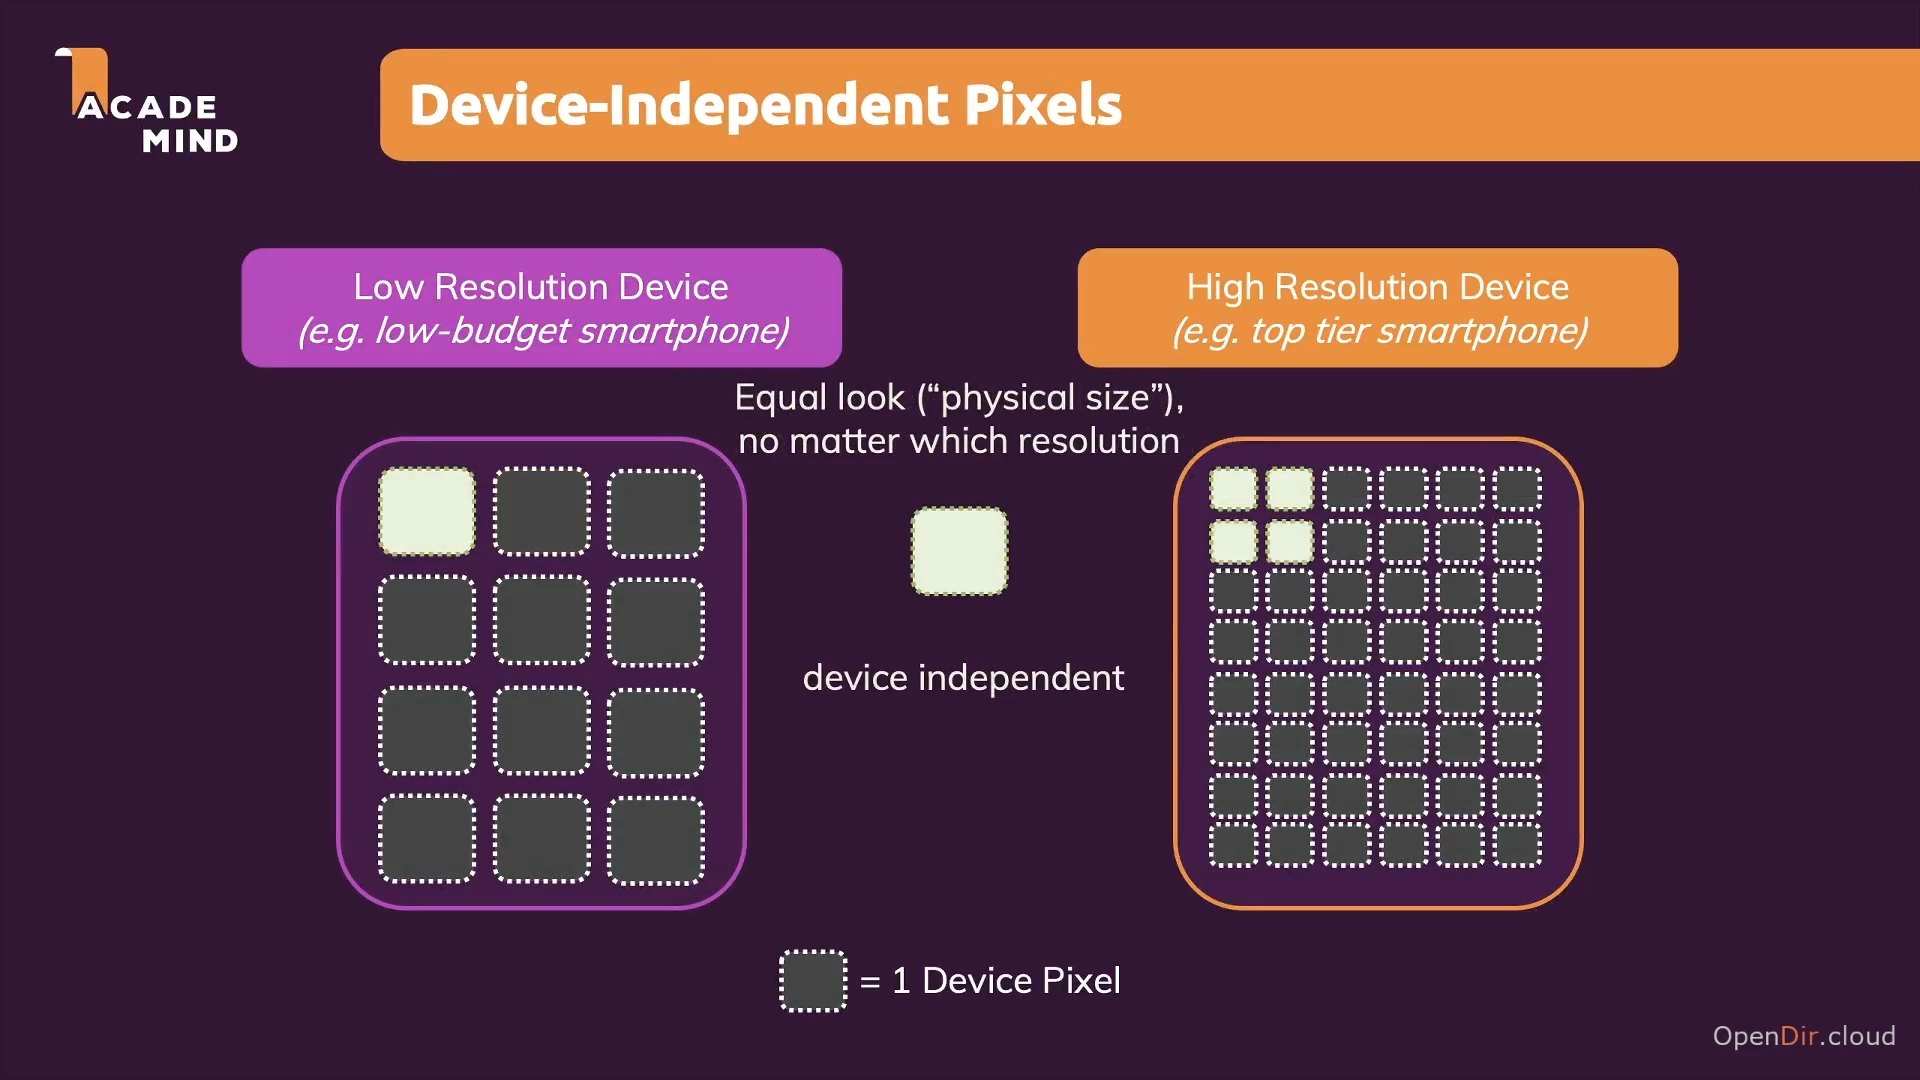 ACADE
MIND
Device-Independent Pixels
Low Resolution Device
(e.g. low-budget smartphone)
High Resolution Device
(e.g. top tier smartphone)
Equal look (“physical size”),
no matter which resolution
device independent
= 1 Device Pixel
OpenDir.cloud